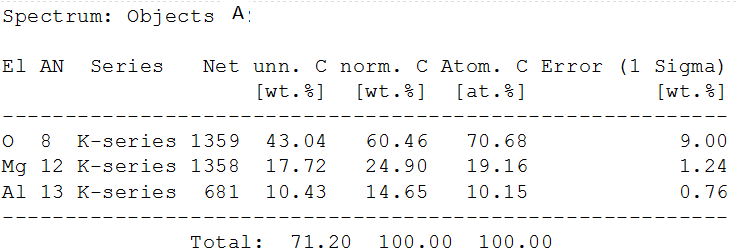 Spectrum: Objects A:
El AN Series Net unn. C norm. C Atom. C Error (1 Sigma)
[wt.%] [wt.%] [at.%] [wt.%]
O 8 K-series 1359 43.04 60.46 70.68 9.00
Mg 12 K-series 1358 17.72 24.90 19.16 1.24
Al 13 K-series 681 10.43 14.65 10.15 0.76
Total: 71.20 100.00 100.00